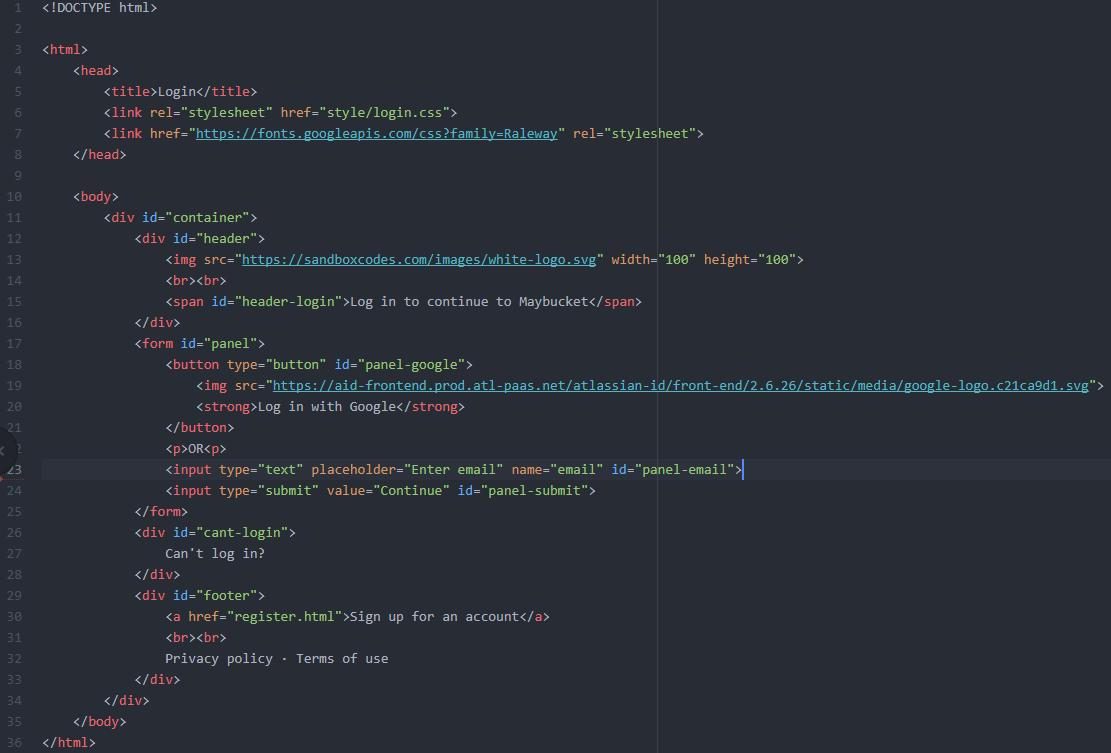 1 <!DOCTYPE html>
2
3 <html>
4     <head>
5         <title>Login</title>
6         <link rel="stylesheet" href="style/login.css">
7         <link href="https://fonts.googleapis.com/css?family=Raleway" rel="stylesheet">
8     </head>
9
10     <body>
11         <div id="container">
12             <div id="header">
13                 <img src="https://sandboxcodes.com/images/white-logo.svg" width="100" height="100">
14                 <br><br>
15                 <span id="header-login">Log in to continue to Maybucket</span>
16             </div>
17             <form id="panel">
18                 <button type="button" id="panel-google">
19                     <img src="https://aid-frontend.prod.atl-paas.net/atlassian-id/front-end/2.6.26/static/media/google-logo.c21ca9d1.svg">
20                     <strong>Log in with Google</strong>
21                 </button>
22                 <p>OR<p>
23                 <input type="text" placeholder="Enter email" name="email" id="panel-email">
24                 <input type="submit" value="Continue" id="panel-submit">
25             </form>
26             <div id="cant-login">
27                 Can't log in?
28             </div>
29             <div id="footer">
30                 <a href="register.html">Sign up for an account</a>
31                 <br><br>
32                 Privacy policy · Terms of use
33             </div>
34         </div>
35     </body>
36 </html>